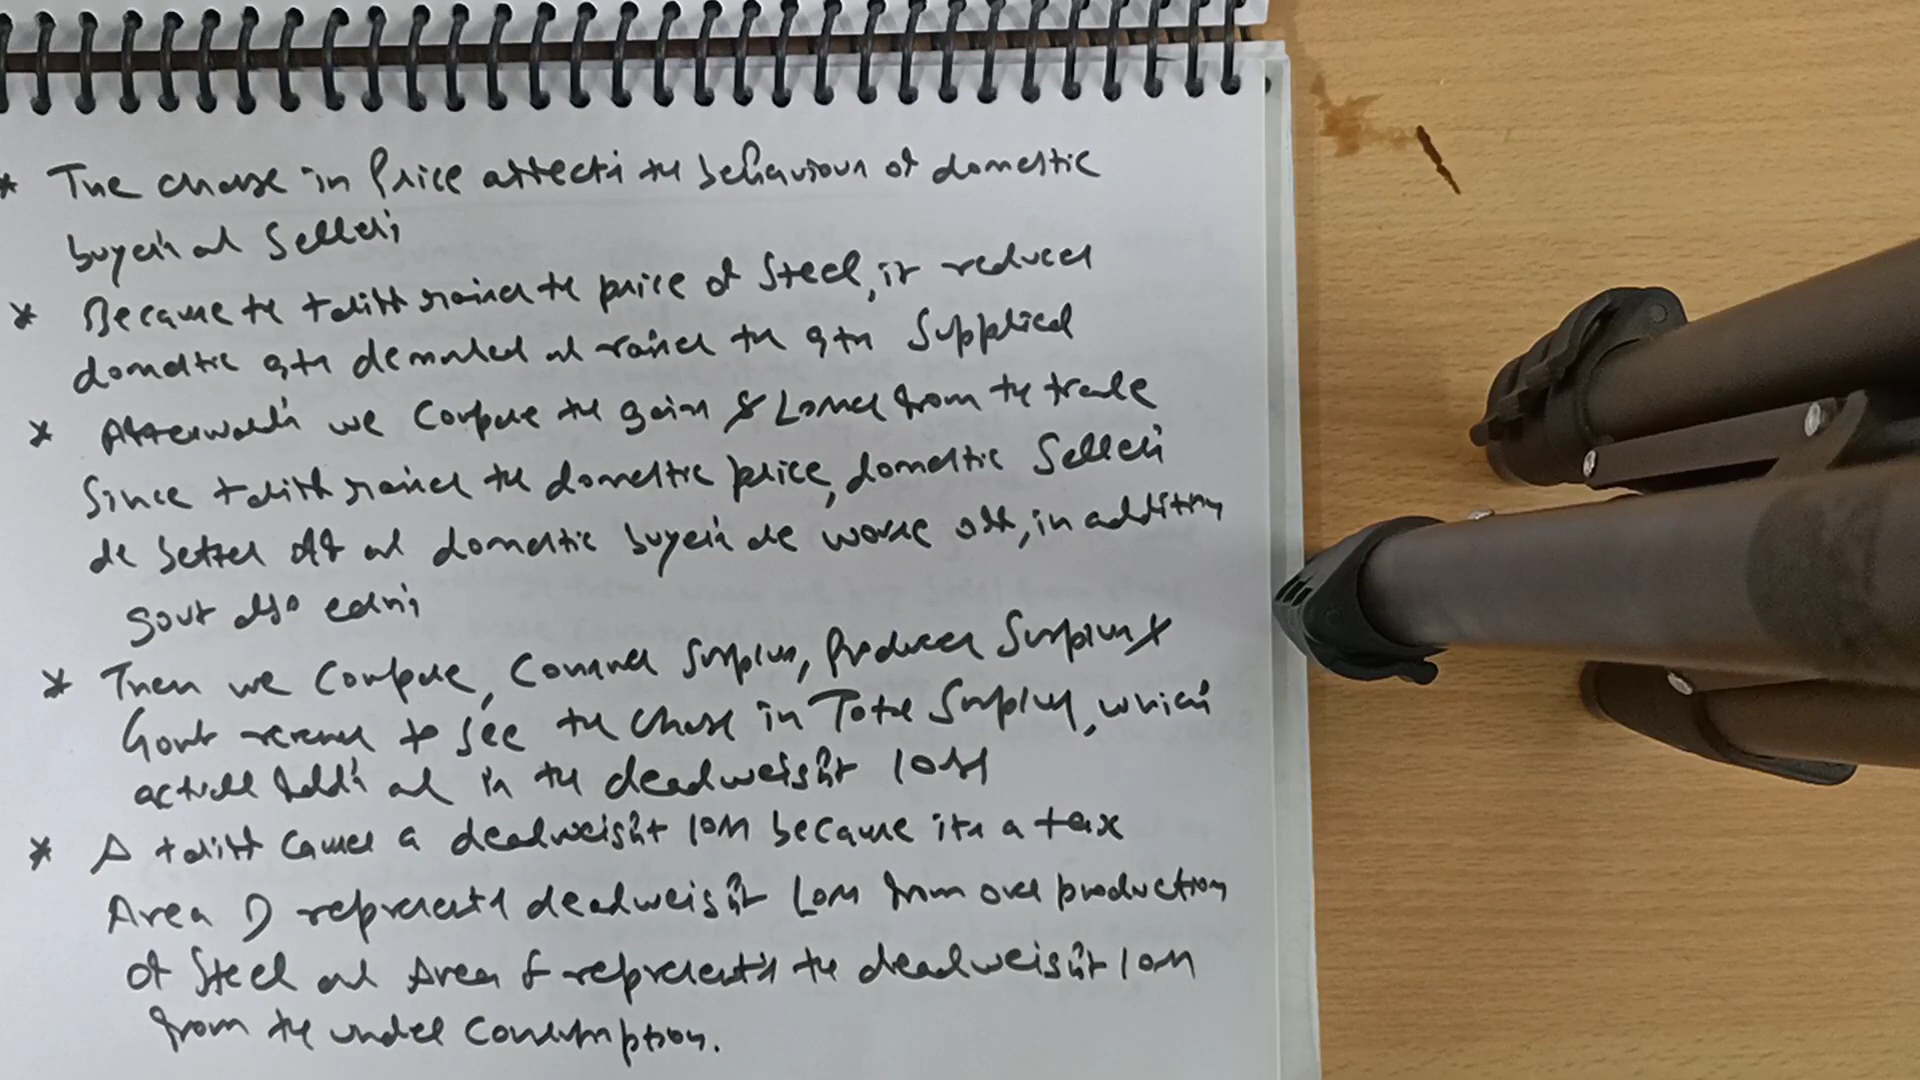 * The change in Price affects the behaviour of domestic
buyers and Sellers
* Because the tariff raises the price of Steel, it reduces
domestic qty demanded and raises the qty Supplied
* Afterwards we Compare the gains & Losses from the trade
Since tariff raises the domestic price, domestic Sellers
are better off and domestic buyers are worse off, in addition
govt also earns
* Then we Compare, Consumer Surplus, Producer Surplus &
Govt revenue to see the change in Total Surplus, which
and in the deadweight loss
* A tariff causes a deadweight loss because its a tax
Area D represents deadweight Loss from over production
of Steel and Area F represents the deadweight loss
from the under Consumption.